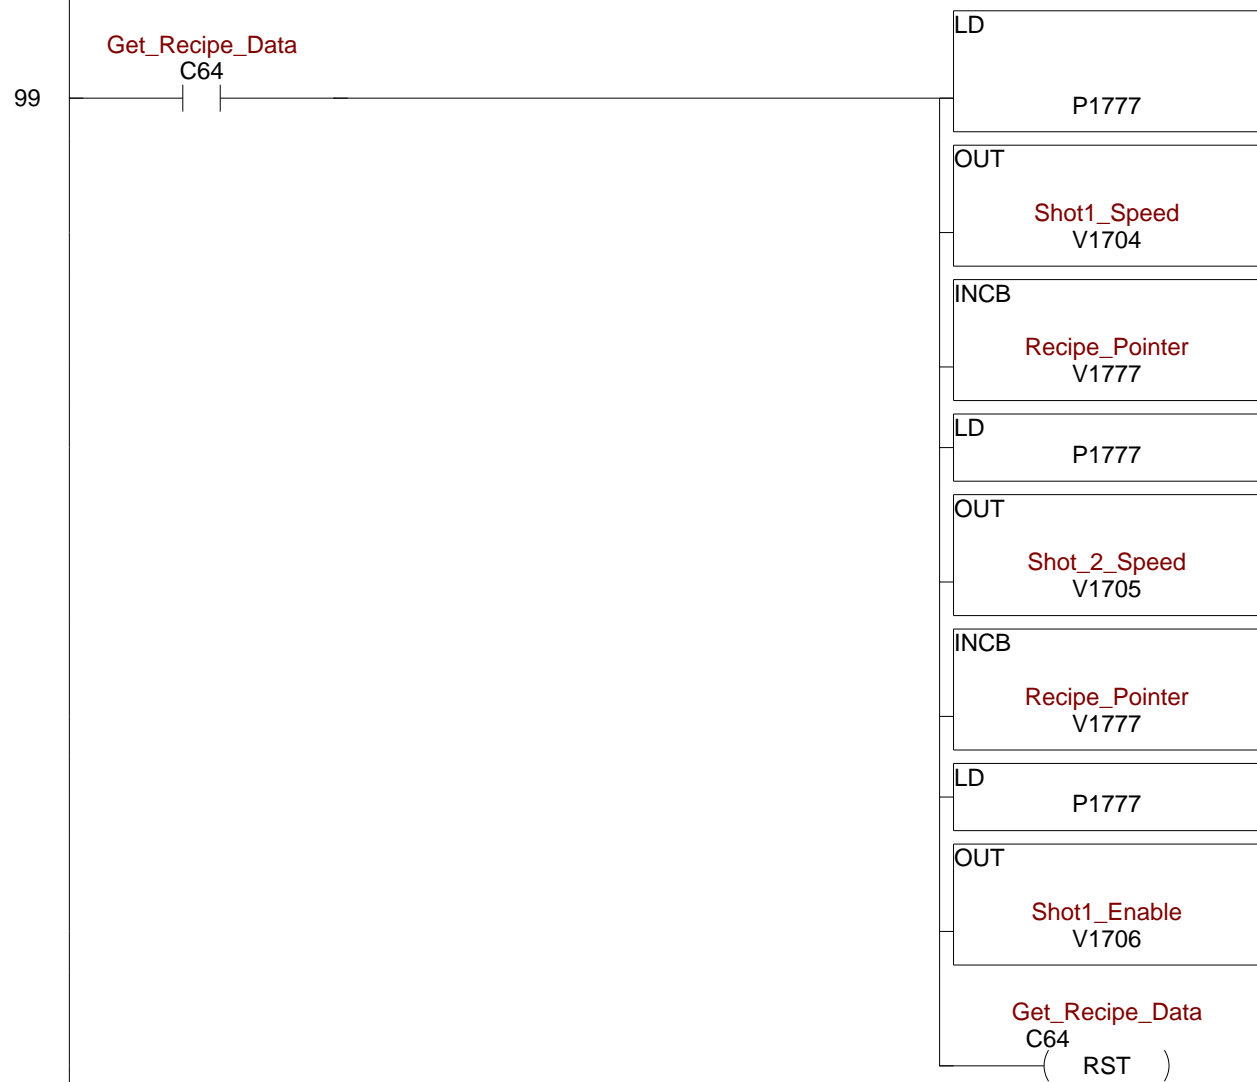 LD
Get_Recipe_Data
C64
99
P1777
OUT
Shot1_Speed
V1704
INCB
Recipe_Pointer
V1777
LD
P1777
OUT
Shot_2_Speed
V1705
INCB
Recipe_Pointer
V1777
LD
P1777
OUT
Shot1_Enable
V1706
Get_Recipe_Data
C64
RST